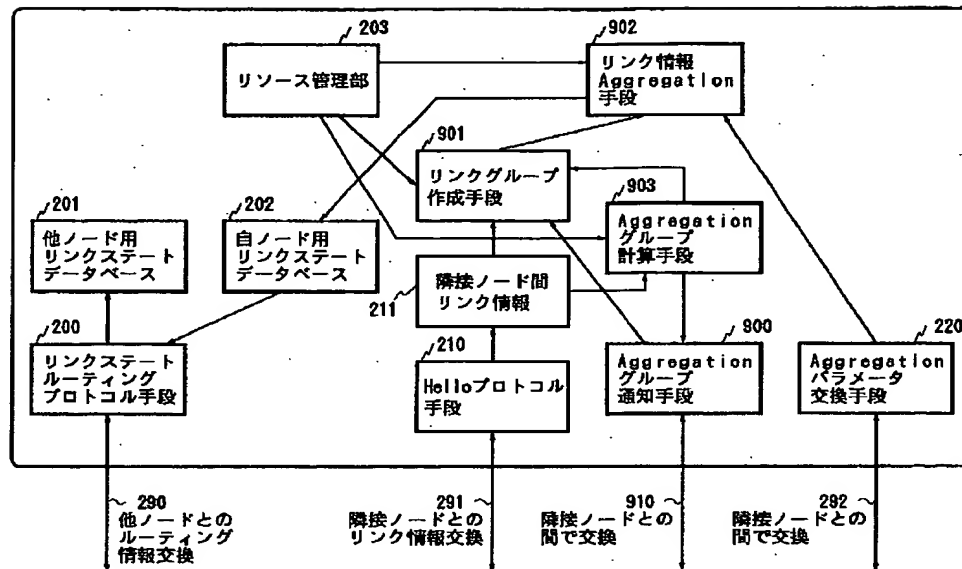 203
リソース管理部
902
リンク情報
Aggregation
手段
901
リンクグループ
作成手段
903
Aggregation
グループ
計算手段
201
他ノード用
リンクステート
データベース
202
自ノード用
リンクステート
データベース
211
隣接ノード間
リンク情報
200
リンクステート
ルーティング
プロトコル手段
210
Helloプロトコル
手段
900
Aggregation
グループ
通知手段
220
Aggregation
パラメータ
交換手段
290
他ノードとの
ルーティング
情報交換
291
隣接ノードとの
リンク情報交換
910
隣接ノードとの
間で交換
292
隣接ノードとの
間で交換